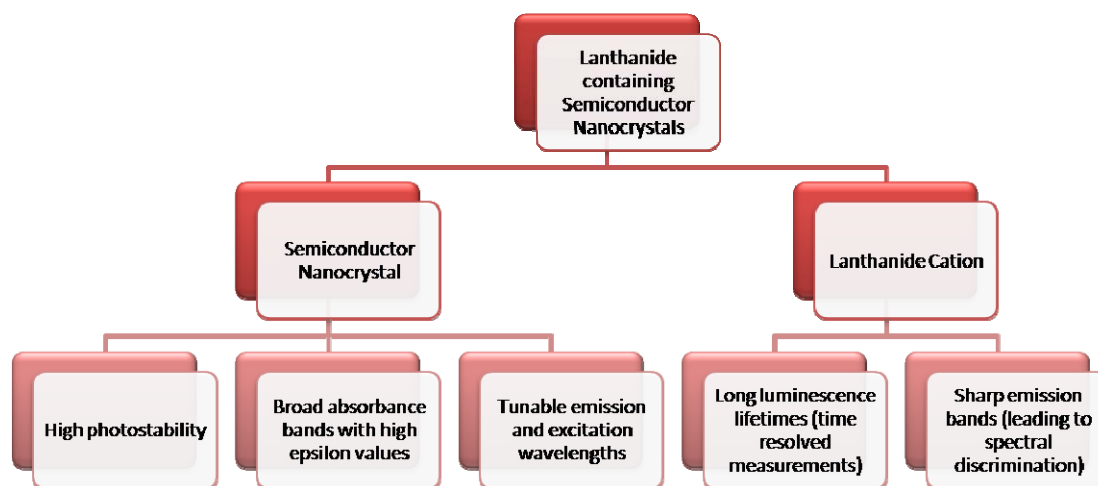 Lanthanide
containing
Semiconductor
Nanocrystals
Semiconductor
Nanocrystal
Lanthanide Cation
High photostability
Broad absorbance
bands with high
epsilon values
Tunable emission
and excitation
wavelengths
Long luminescence
lifetimes (time
resolved
measurements)
Sharp emission
bands (leading to
spectral
discrimination)